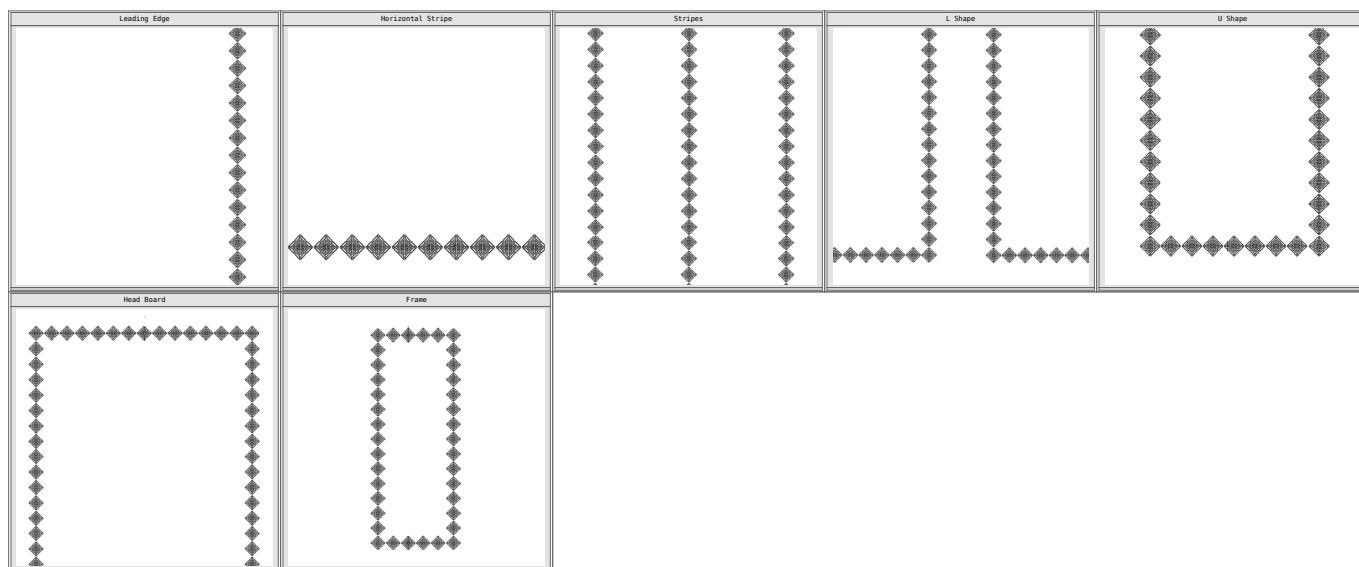 Leading Edge
Horizontal Stripe
Stripes
L Shape
U Shape
Head Board
Frame